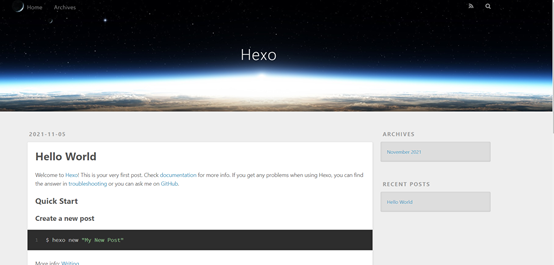 Home Archives
Hexo
2021-11-05
Hello World
Welcome to Hexo! This is your very first post. Check documentation for more info. If you get any problems when using Hexo, you can find
the answer in troubleshooting or you can ask me on GitHub.
Quick Start
Create a new post
1 $ hexo new "My New Post"
More info: Writing
ARCHIVES
November 2021
RECENT POSTS
Hello World